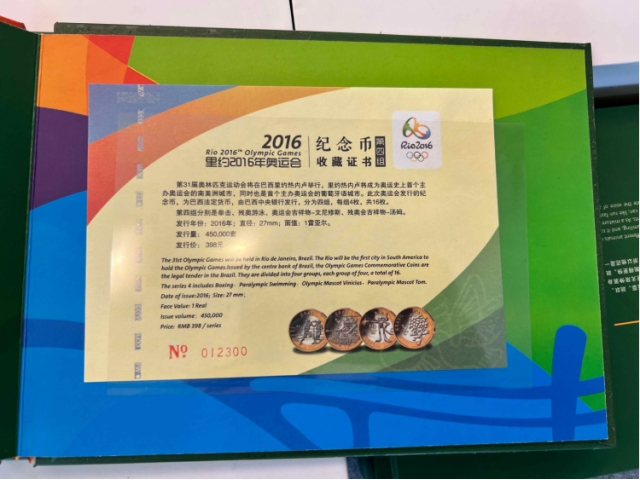 2016
Rio 2016™ Olympic Games
里约2016年奥运会
纪念币
收藏证书
第四组
Rio2016
第31届奥林匹克运动会将在巴西里约热内卢举行，里约热内卢将成为奥运史上首个主
办奥运会的南美洲城市，同时也是首个主办奥运会的葡萄牙语城市。此次奥运会发行的纪
念币，为巴西法定货币，由巴西中央银行发行，分为四组，每组4枚，共16枚。
第四组分别是拳击、残奥游泳、奥运会吉祥物-文尼修斯、残奥会吉祥物-汤姆。
发行年份：2016年；直径：27mm；面值：1雷亚尔。
发行量：450,000套
发行价：398元
The 31st Olympic Games will be held in Rio de Janeiro, Brazil. The Rio will be the first city in South America to
hold the Olympic Games.Issued by the centre bank of Brazil, the Olympic Games Commemorative Coins are
the legal tender in the Brazil. They are divided into four groups, each group of four, a total of 16.
The series 4 includes Boxing、Paralympic Swimming、Olympic Mascot Vinicius、Paralympic Mascot Tom.
Date of issue:2016; Size: 27 mm;
Face Value: 1 Real
Issue volume： 450,000
Price: RMB 398 / series
No 012300